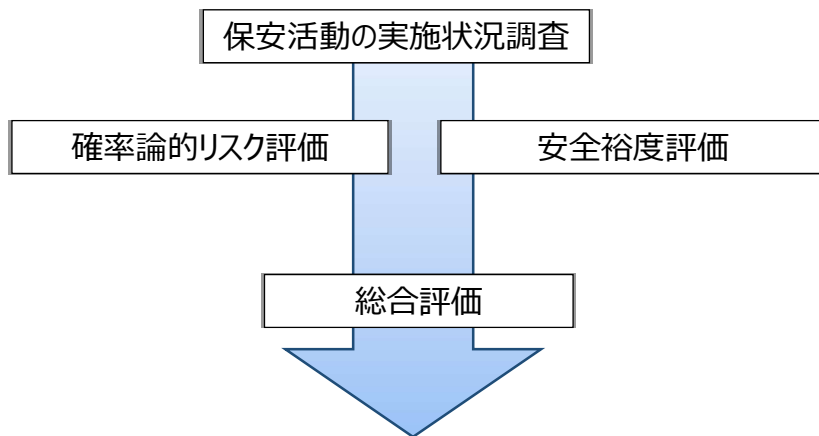 保安活動の実施状況調査
確率論的リスク評価
安全裕度評価
総合評価